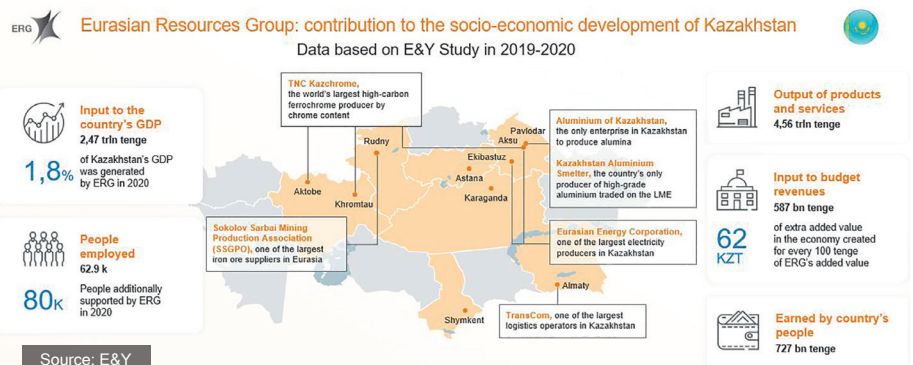 ERG
Eurasian Resources Group: contribution to the socio-economic development of Kazakhstan
Data based on E&Y Study in 2019-2020
Input to the
country's GDP
2,47 trln tenge
1,8%
of Kazakhstan's GDP
was generated
by ERG in 2020
People
employed
62.9 k
80K
People additionally
supported by ERG
in 2020
Source: E&Y
TNC Kazchrome,
the world's largest high-carbon
ferrochrome producer by
chrome content
Rudny
Aktobe
Khromtau
Sokolov Sarbai Mining
Production Association
(SSGPO), one of the largest
iron ore suppliers in Eurasia
Pavlodar
Aksu
Ekibastuz
Astana
Karaganda
Almaty
Shymkent
Aluminium of Kazakhstan,
the only enterprise in Kazakhstan
to produce alumina
Kazakhstan Aluminium
Smelter, the country's only
producer of high-grade
aluminium traded on the LME
Eurasian Energy Corporation,
one of the largest electricity
producers in Kazakhstan
TransCom, one of the largest
logistics operators in Kazakhstan
Output of products
and services
4,56 trln tenge
Input to budget
revenues
587 bn tenge
62
KZT
of extra added value
in the economy created
for every 100 tenge
of ERG's added value
Earned by country's
people
727 bn tenge